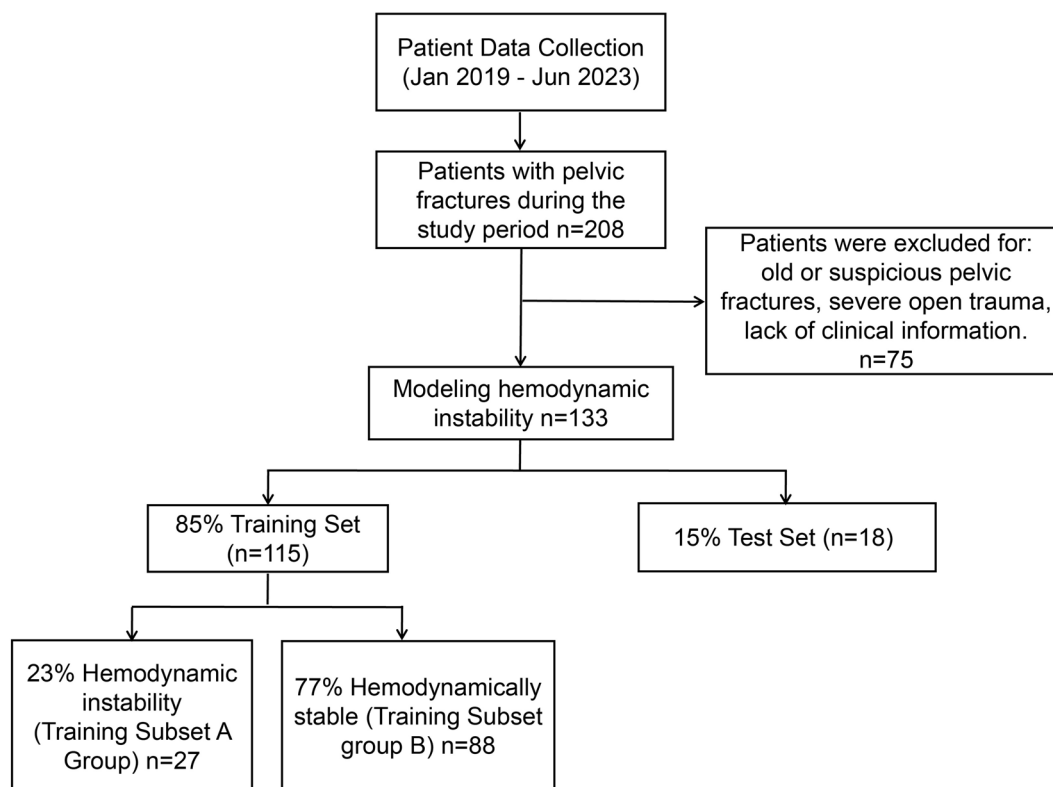 Patient Data Collection
(Jan 2019 - Jun 2023)
Patients with pelvic
fractures during the
study period n=208
Patients were excluded for:
old or suspicious pelvic
fractures, severe open trauma,
lack of clinical information.
n=75
Modeling hemodynamic
instability n=133
85% Training Set
(n=115)
15% Test Set (n=18)
23% Hemodynamic
instability
(Training Subset A
Group) n=27
77% Hemodynamically
stable (Training Subset
group B) n=88